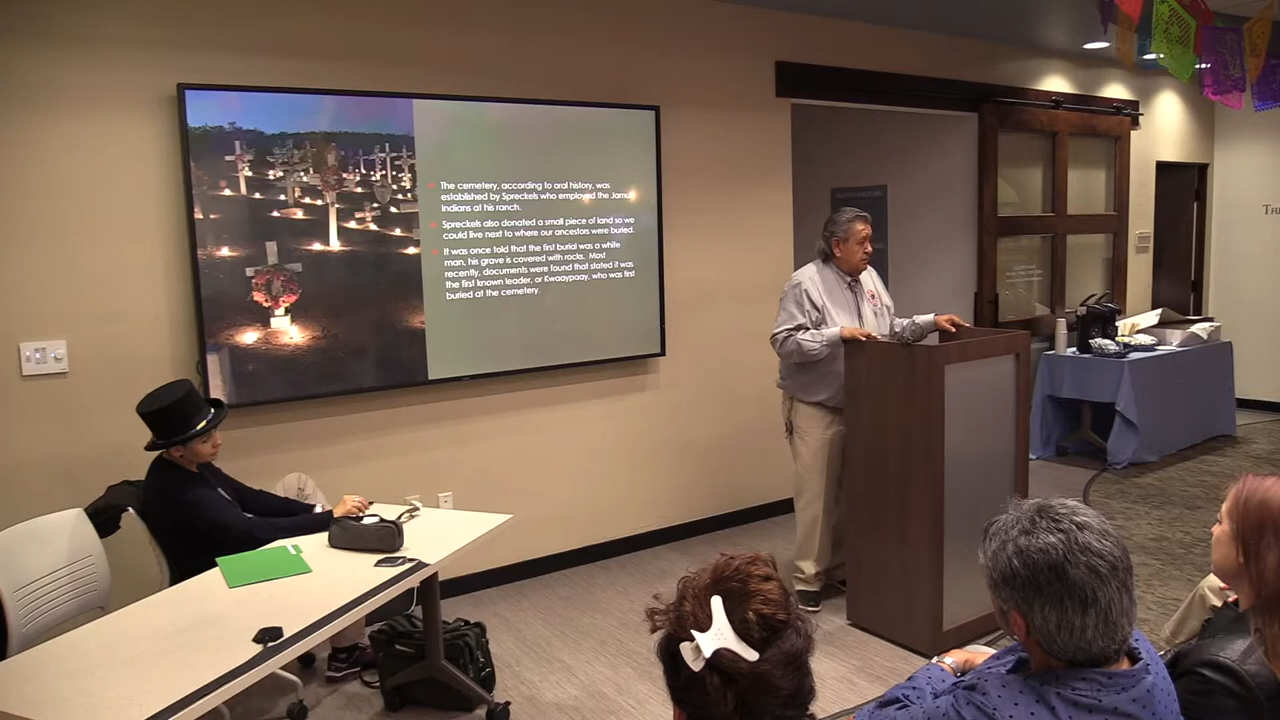 The cemetery, according to oral history, was
established by Spreckels who employed the Jamul
Indians at his ranch.
Spreckels also donated a small piece of land so we
could live next to where our ancestors were buried.
It was once told that the first burial was a white
man, his grave is covered with rocks. Most
recently, documents were found that stated it was
the first known leader, or Kwaaypaay, who was first
buried at the cemetery.